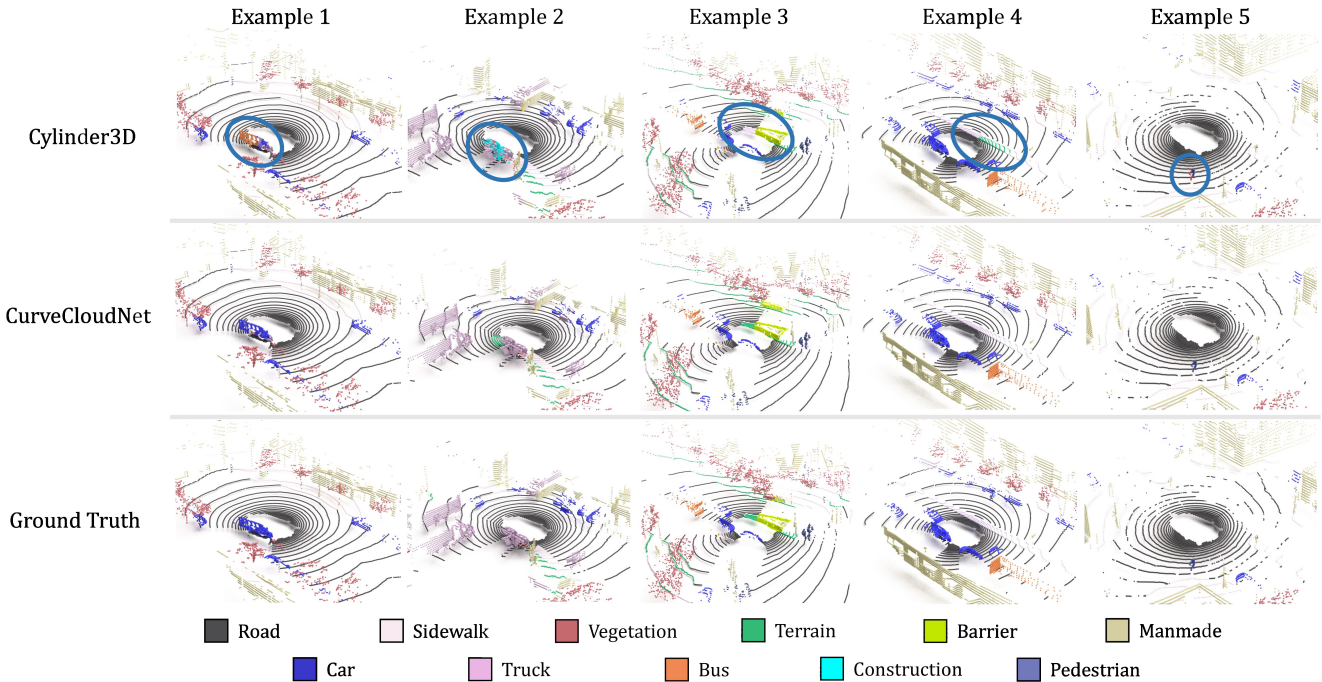 Example 1 Example 2 Example 3 Example 4 Example 5
Cylinder3D
CurveCloudNet
Ground Truth
Road Sidewalk Vegetation Terrain Barrier Manmade
Car Truck Bus Construction Pedestrian